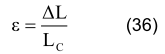 ε = ΔL / L_C (36)